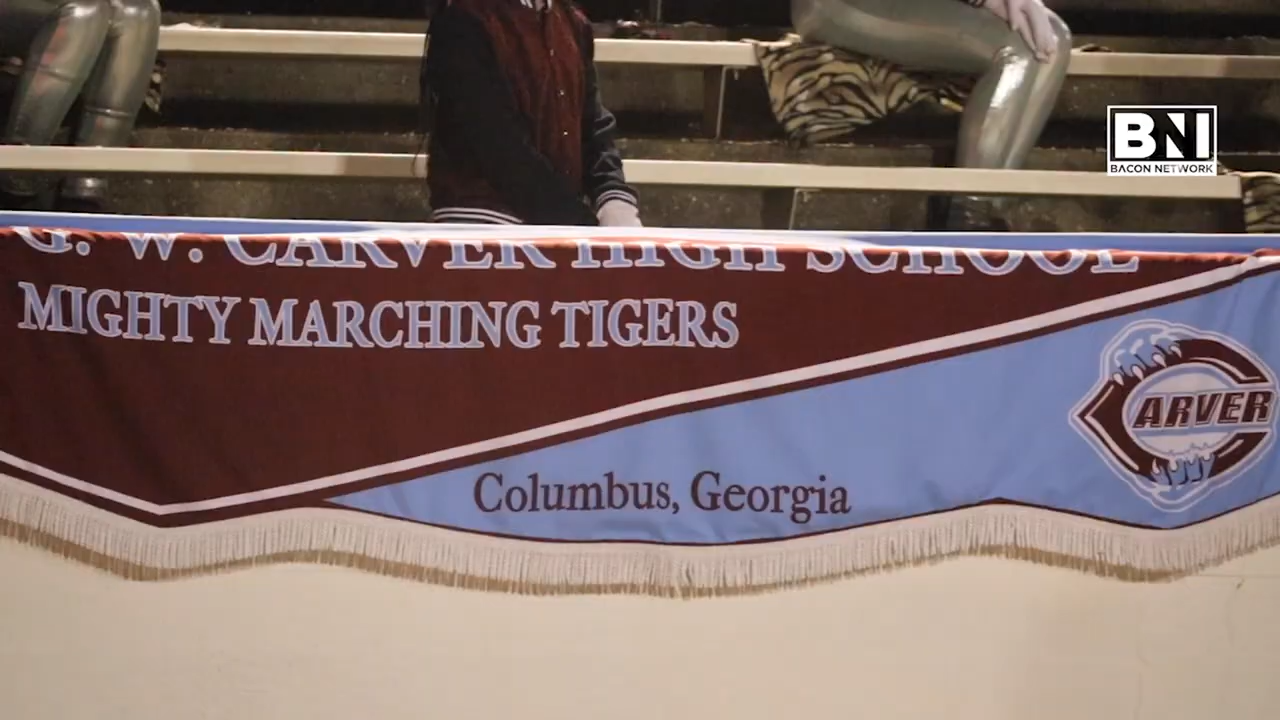 BN
BACON NETWORK
G. W. CARVER HIGH SCHOOL
MIGHTY MARCHING TIGERS
CARVER
Columbus, Georgia